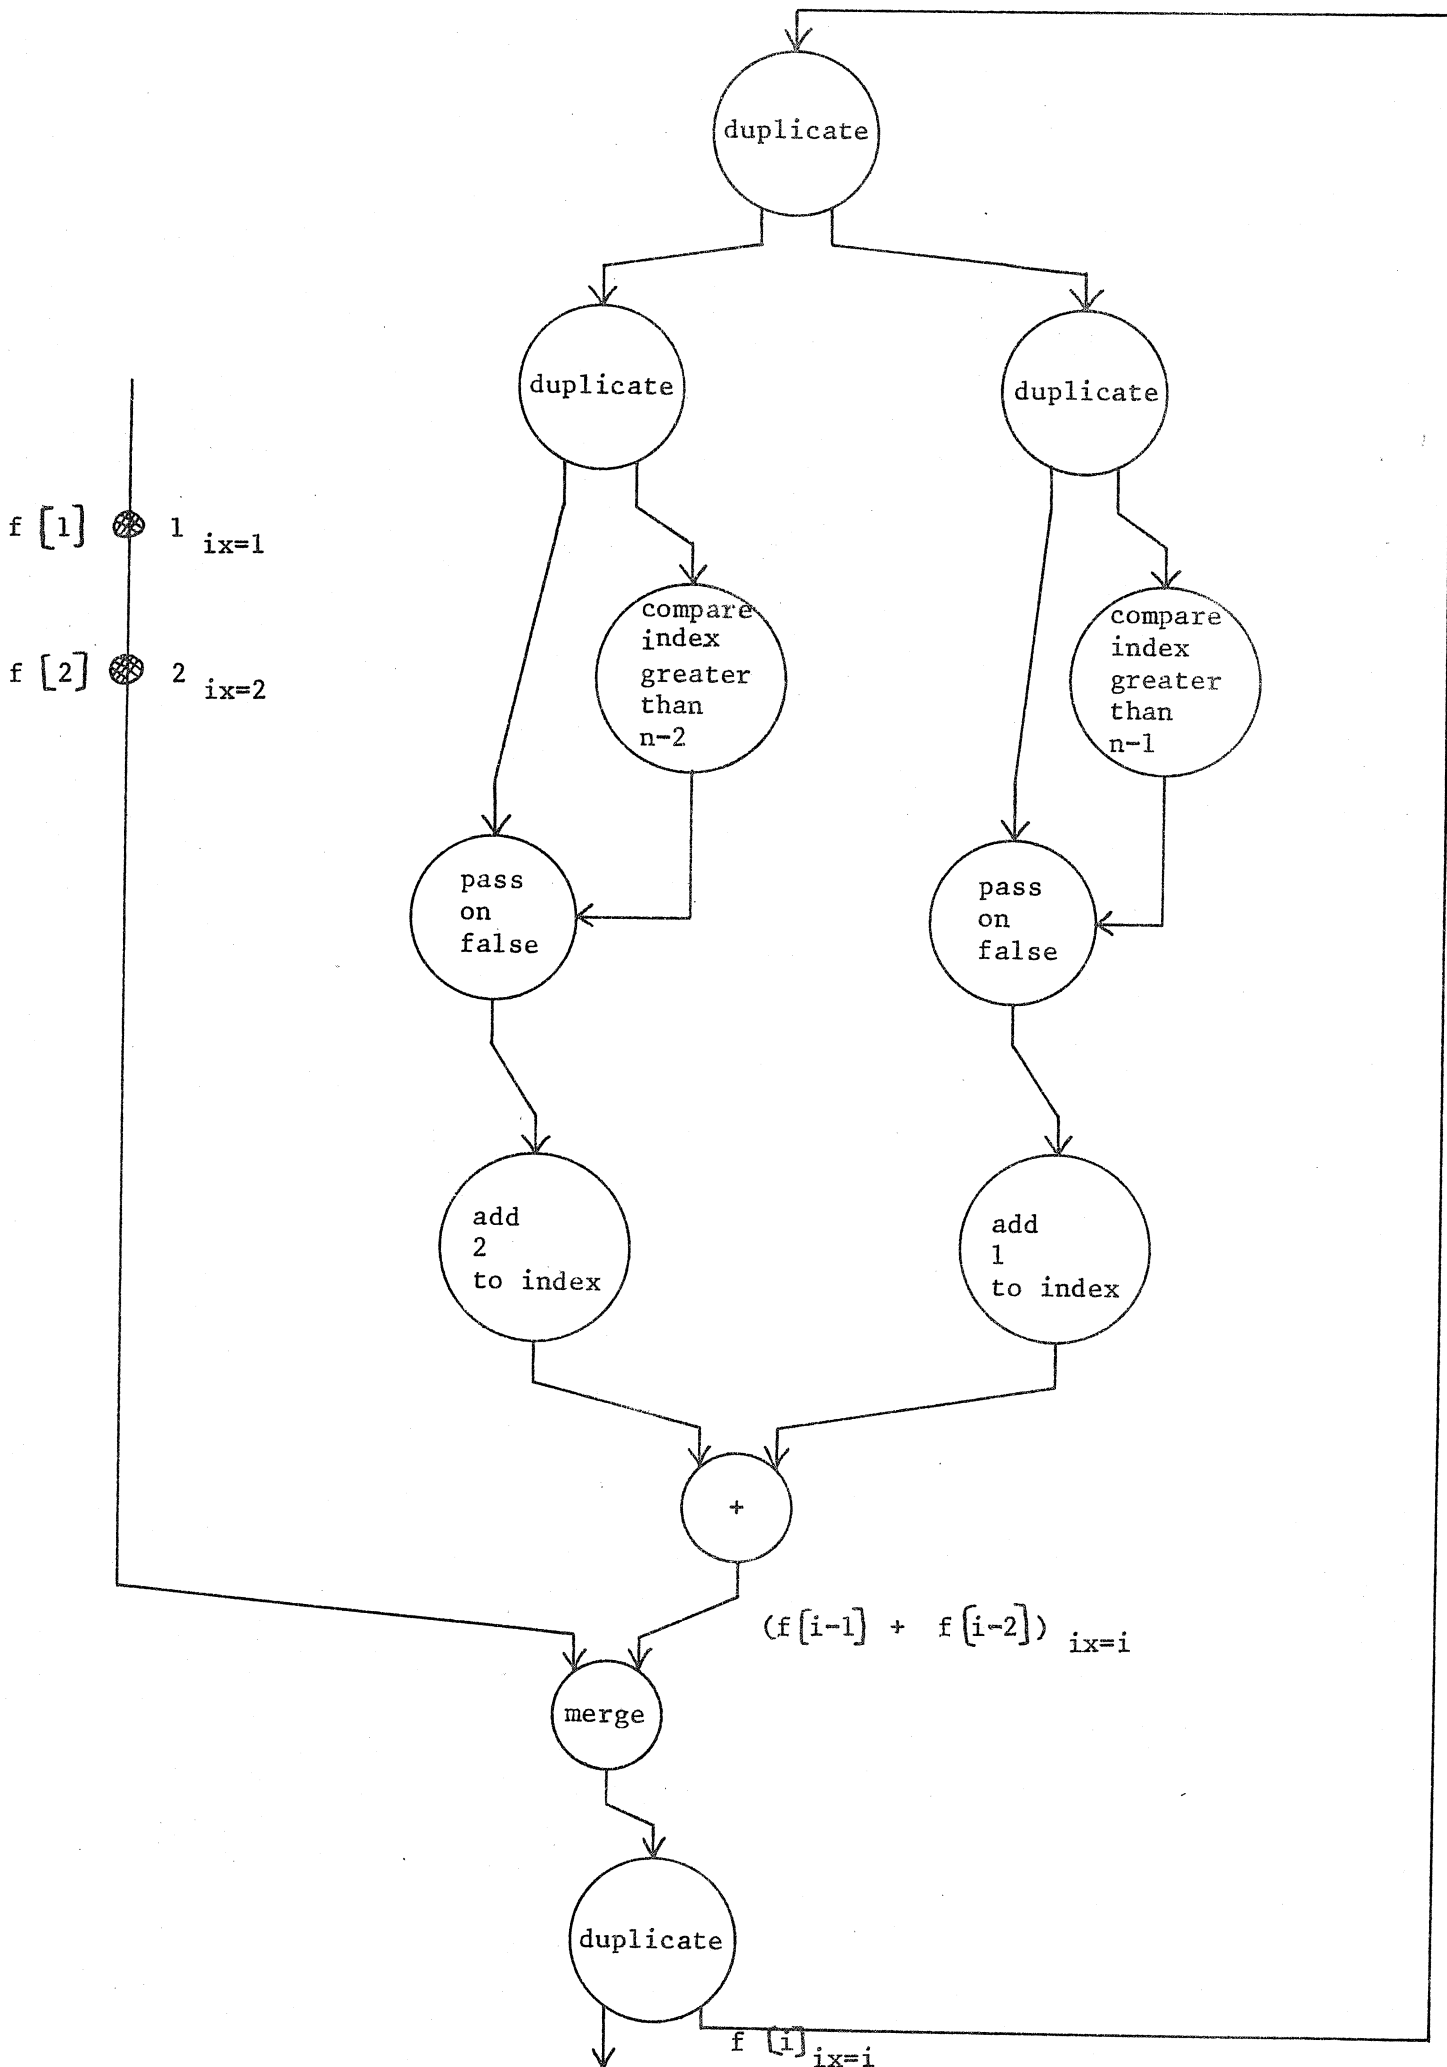 duplicate
duplicate
duplicate
f [1] 1 ix=1
f [2] 2 ix=2
compare
index
greater
than
n-2
compare
index
greater
than
n-1
pass
on
false
pass
on
false
add
2
to index
add
1
to index
+
(f[i-1] + f[i-2]) ix=i
merge
duplicate
f [i] ix=i